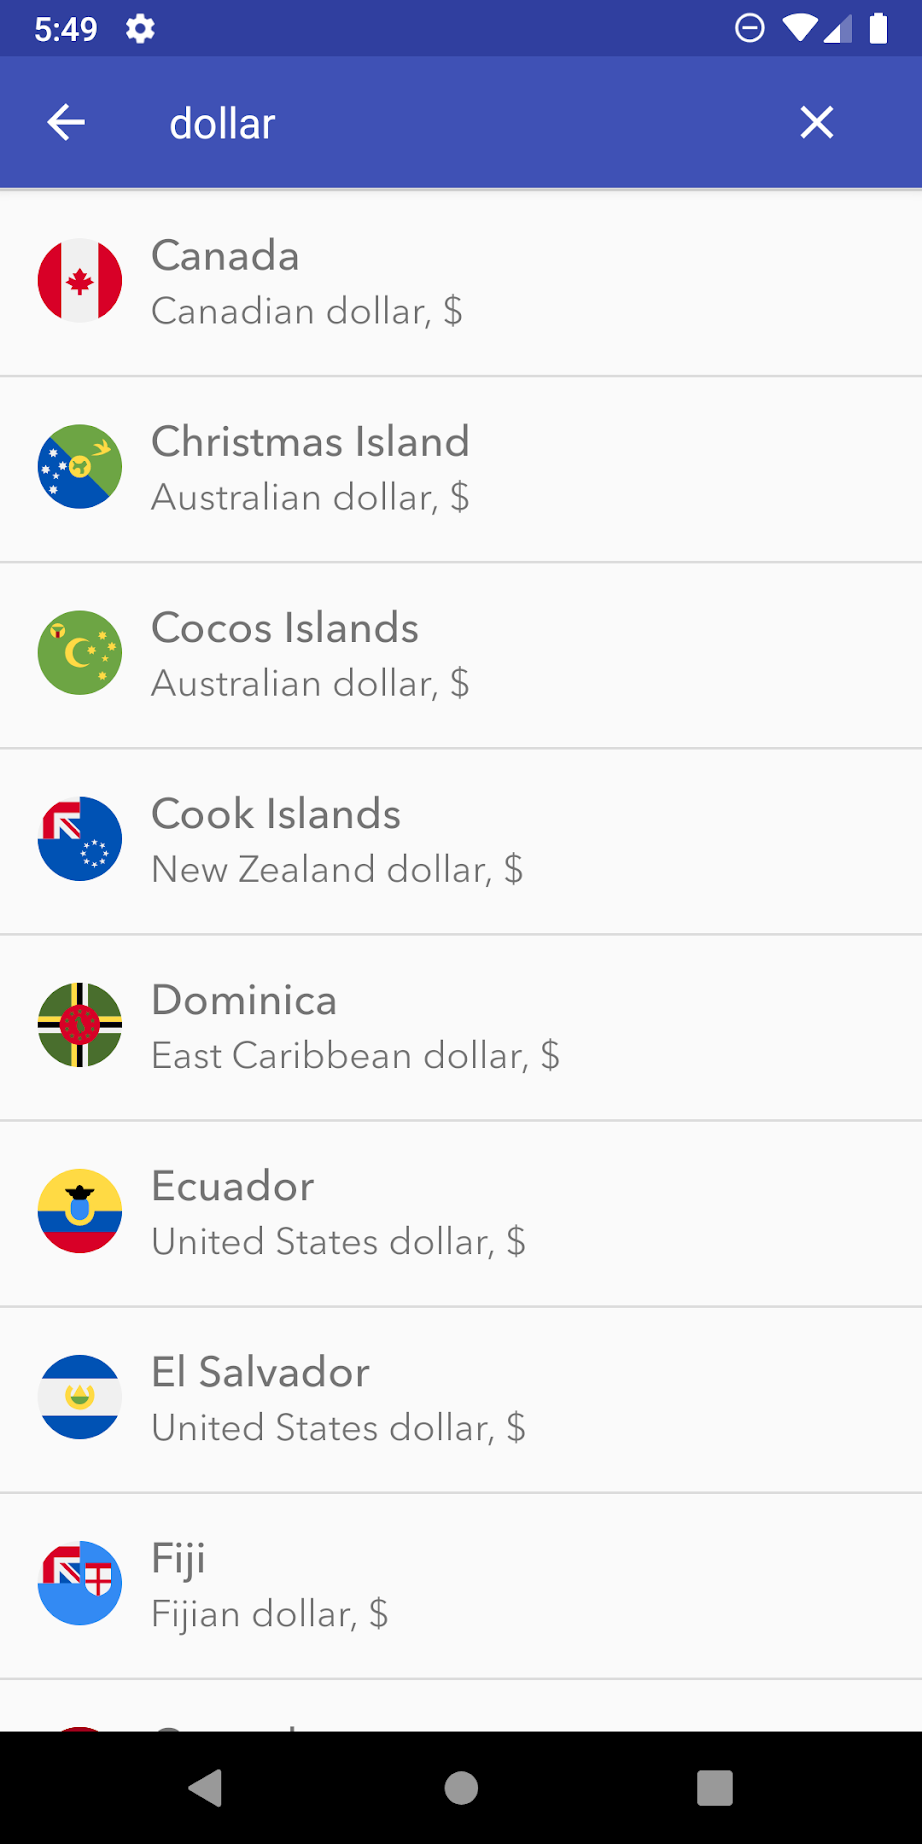 5:49
dollar
Canada
Canadian dollar, $
Christmas Island
Australian dollar, $
Cocos Islands
Australian dollar, $
Cook Islands
New Zealand dollar, $
Dominica
East Caribbean dollar, $
Ecuador
United States dollar, $
El Salvador
United States dollar, $
Fiji
Fijian dollar, $